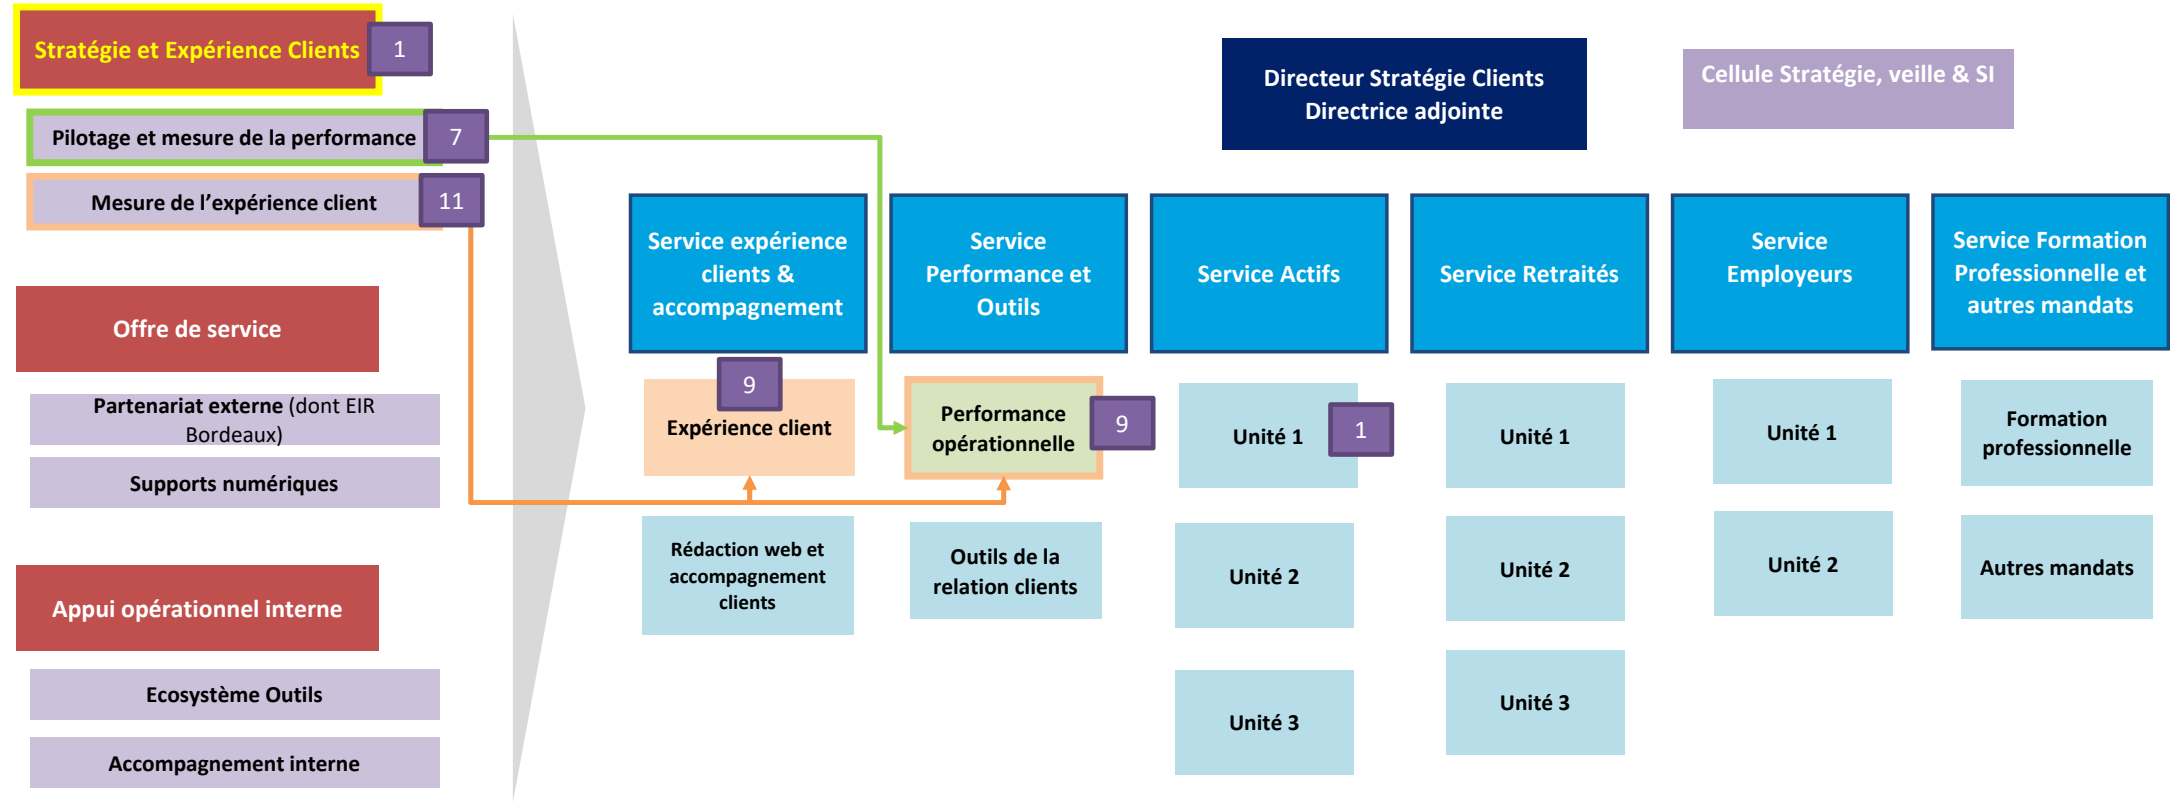 Stratégie et Expérience Clients
1
Pilotage et mesure de la performance
7
Mesure de l’expérience client
11
Offre de service
Partenariat externe (dont EIR
Bordeaux)
Supports numériques
Appui opérationnel interne
Ecosystème Outils
Accompagnement interne
Directeur Stratégie Clients
Directrice adjointe
Cellule Stratégie, veille & SI
Service expérience
clients &
accompagnement
9
Expérience client
Rédaction web et
accompagnement
clients
Service
Performance et
Outils
Performance
opérationnelle
9
Outils de la
relation clients
Service Actifs
Unité 1
1
Unité 2
Unité 3
Service Retraités
Unité 1
Unité 2
Unité 3
Service
Employeurs
Unité 1
Unité 2
Service Formation
Professionnelle et
autres mandats
Formation
professionnelle
Autres mandats